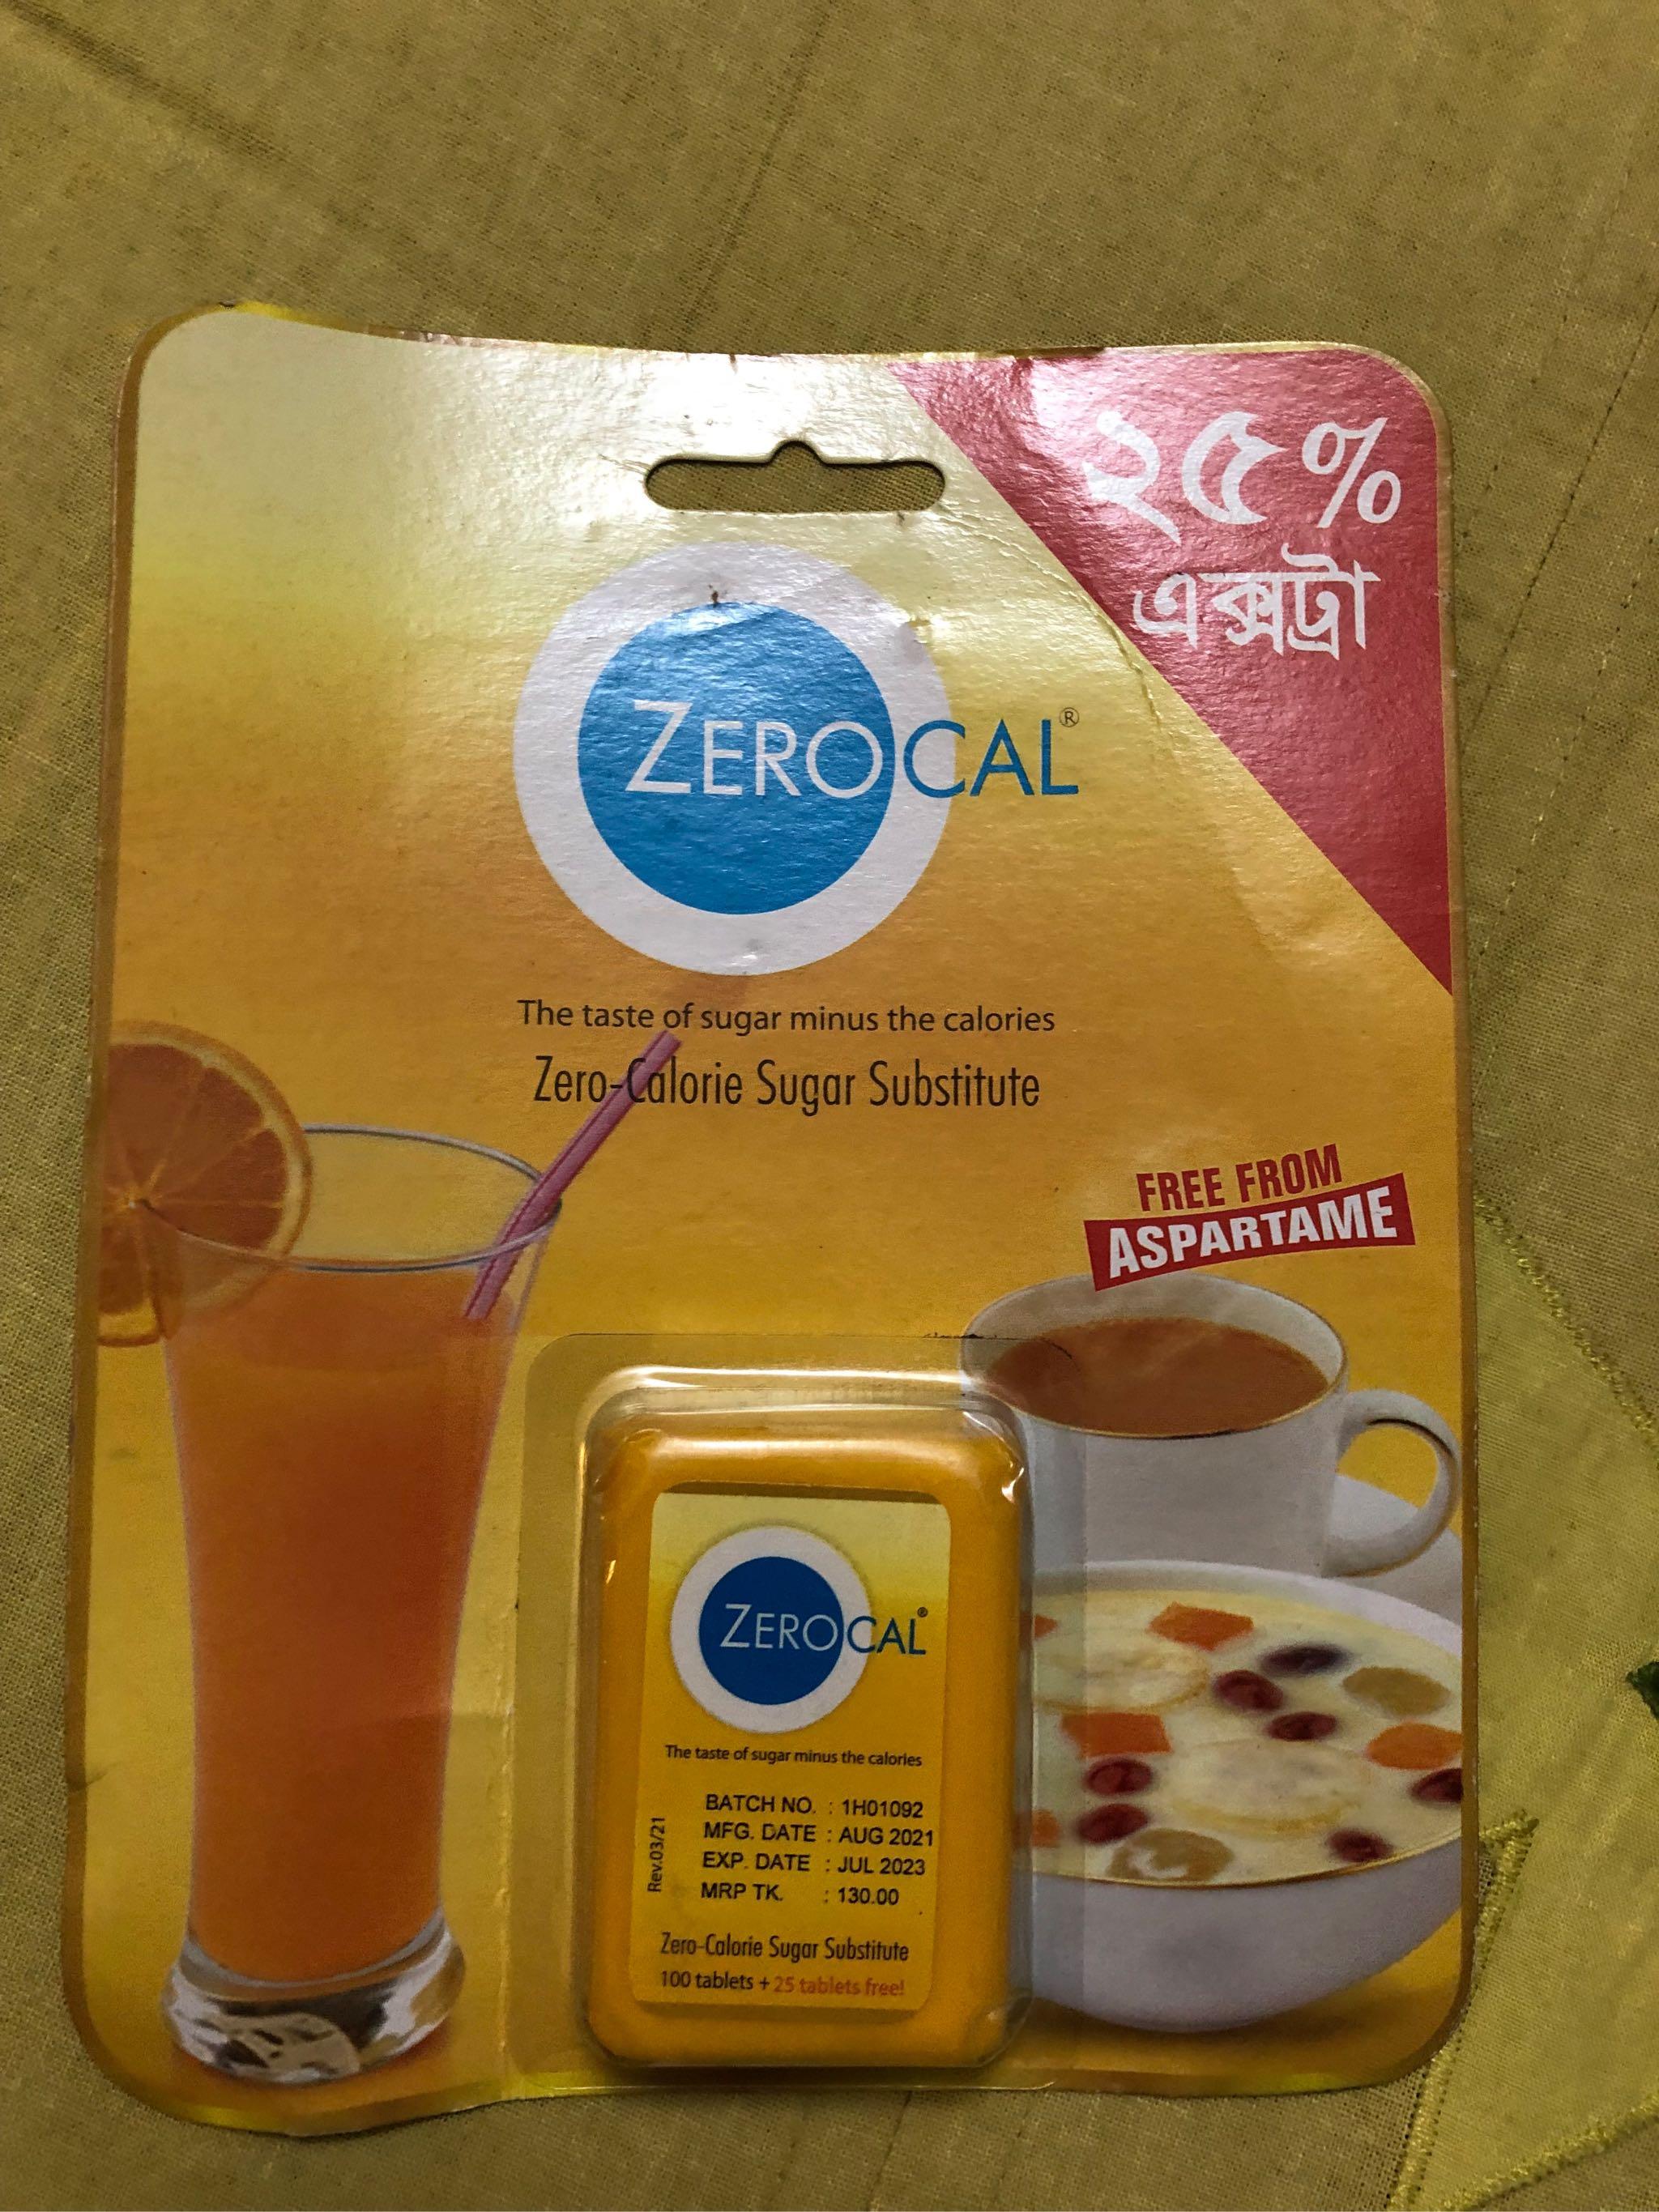 ২৫%
এক্সট্রা
ZEROCAL®
The taste of sugar minus the calories
Zero-Calorie Sugar Substitute
FREE FROM
ASPARTAME
ZEROCAL®
The taste of sugar minus the calories
BATCH NO. : 1H01092
MFG. DATE : AUG 2021
EXP. DATE : JUL 2023
MRP TK. : 130.00
Rev.03/21
Zero-Calorie Sugar Substitute
100 tablets + 25 tablets free!